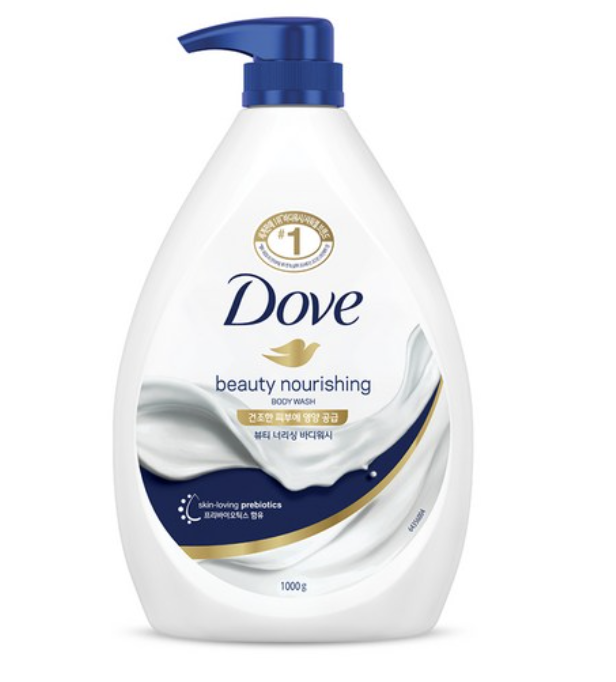 #1
Dove
beauty nourishing
BODY WASH
건조한 피부에 영양 공급
뷰티 너리싱 바디워시
skin-loving prebiotics
프리바이오틱스 함유
1000g